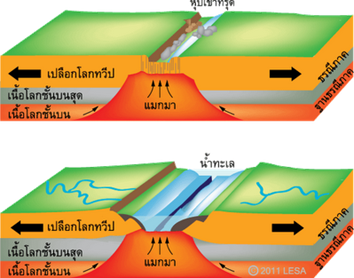 หุบเขาทรุด
เปลือกโลกทวีป
เนื้อโลกชั้นบนสุด
เนื้อโลกชั้นบน
แมกมา
ธรณีภาค
ฐานธรณีภาค
น้ำทะเล
เปลือกโลกทวีป
เนื้อโลกชั้นบนสุด
เนื้อโลกชั้นบน
แมกมา
ธรณีภาค
ฐานธรณีภาค
© 2011 LESA